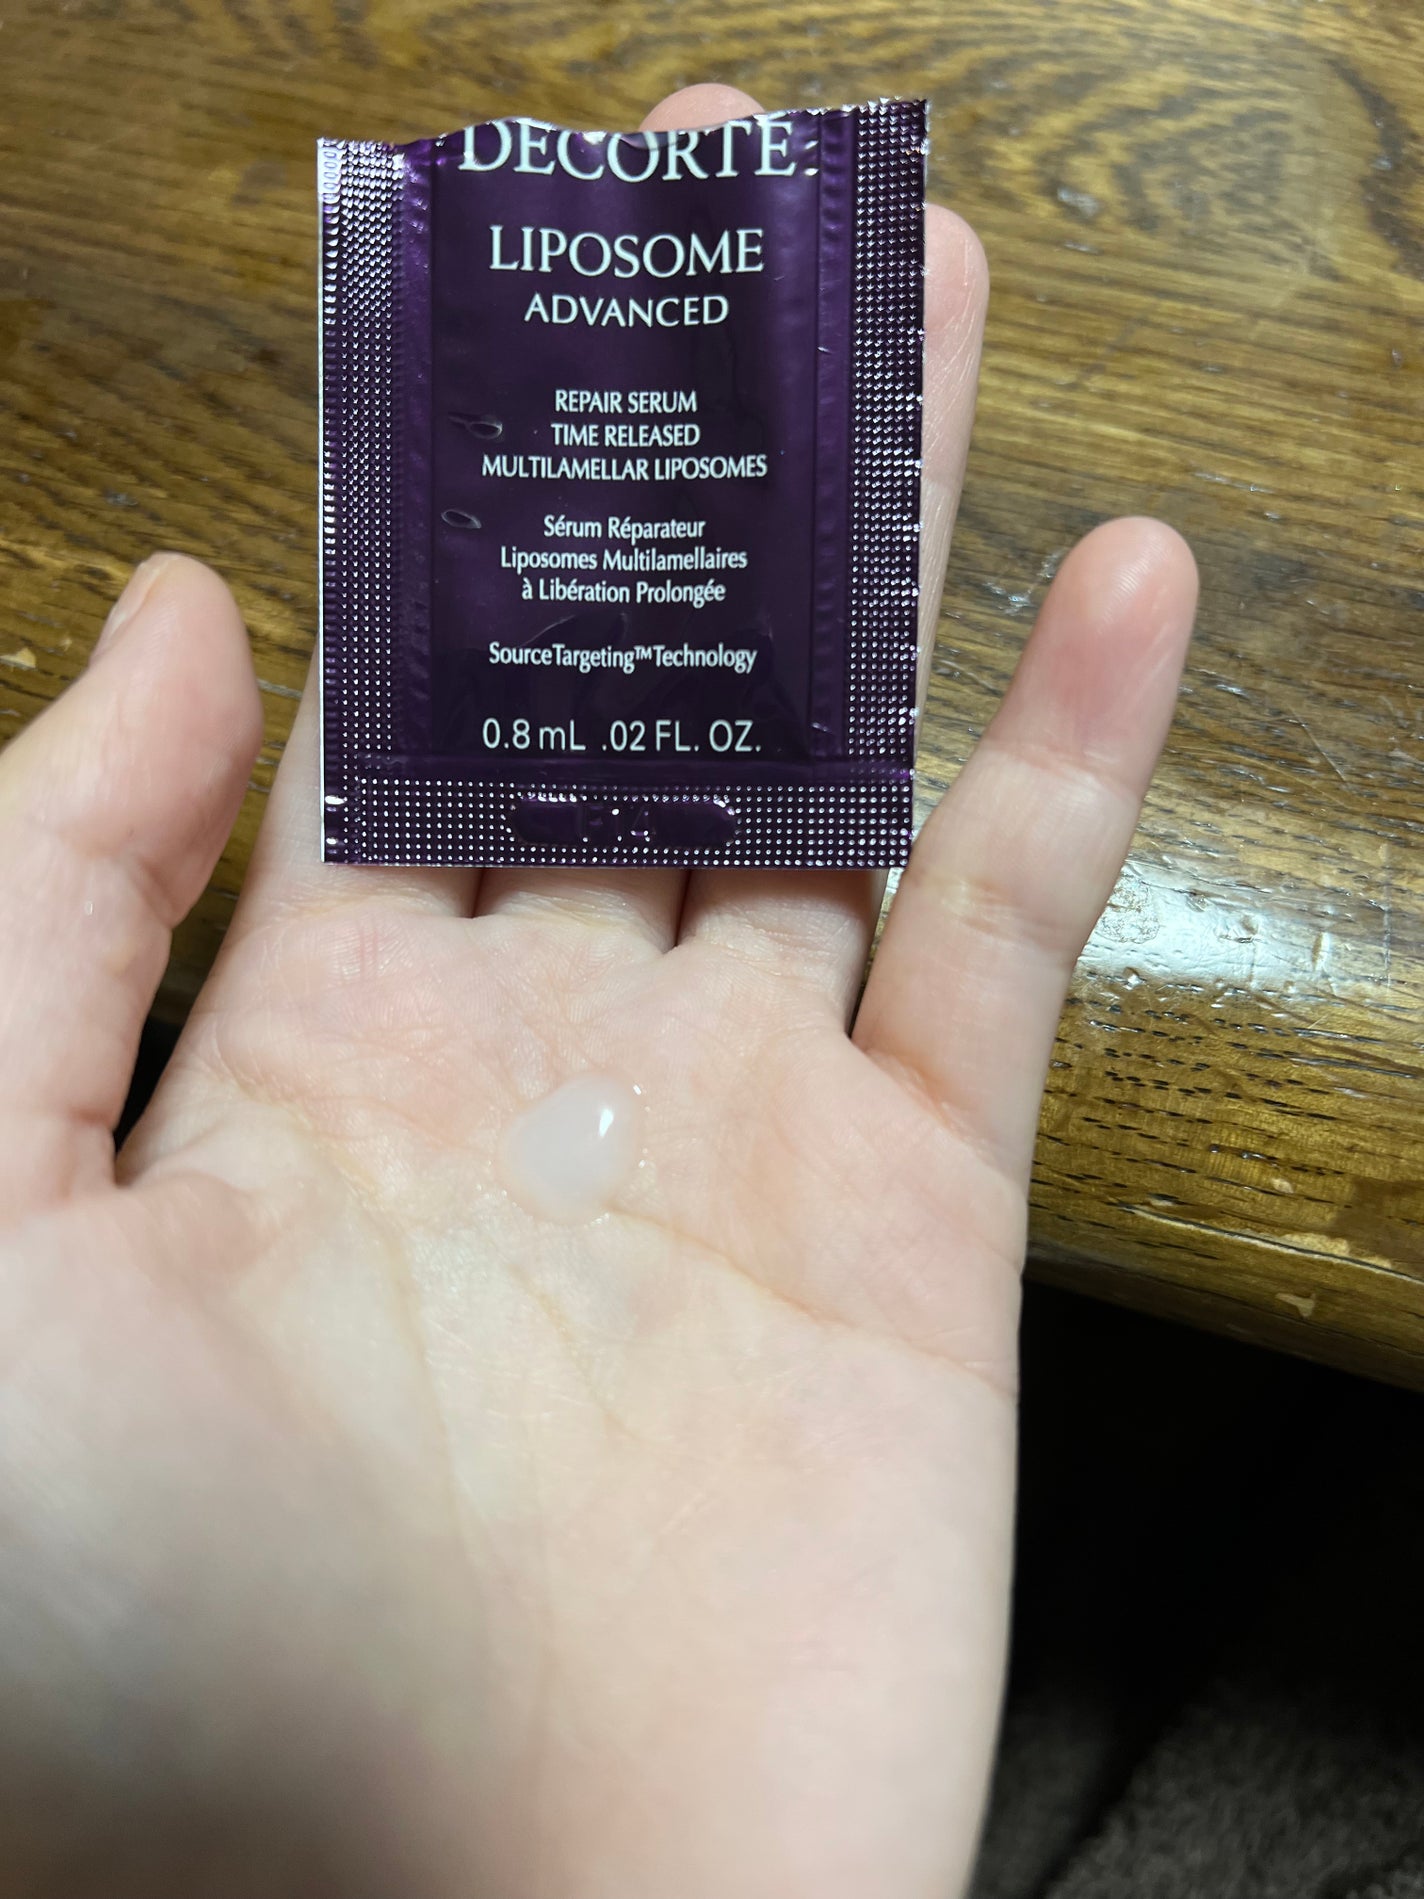 DECORTÉ
LIPOSOME
ADVANCED
REPAIR SERUM
TIME RELEASED
MULTILAMELLAR LIPOSOMES
Sérum Réparateur
Liposomes Multilamellaires
à Libération Prolongée
SourceTargeting™Technology
0.8 mL .02 FL. OZ.